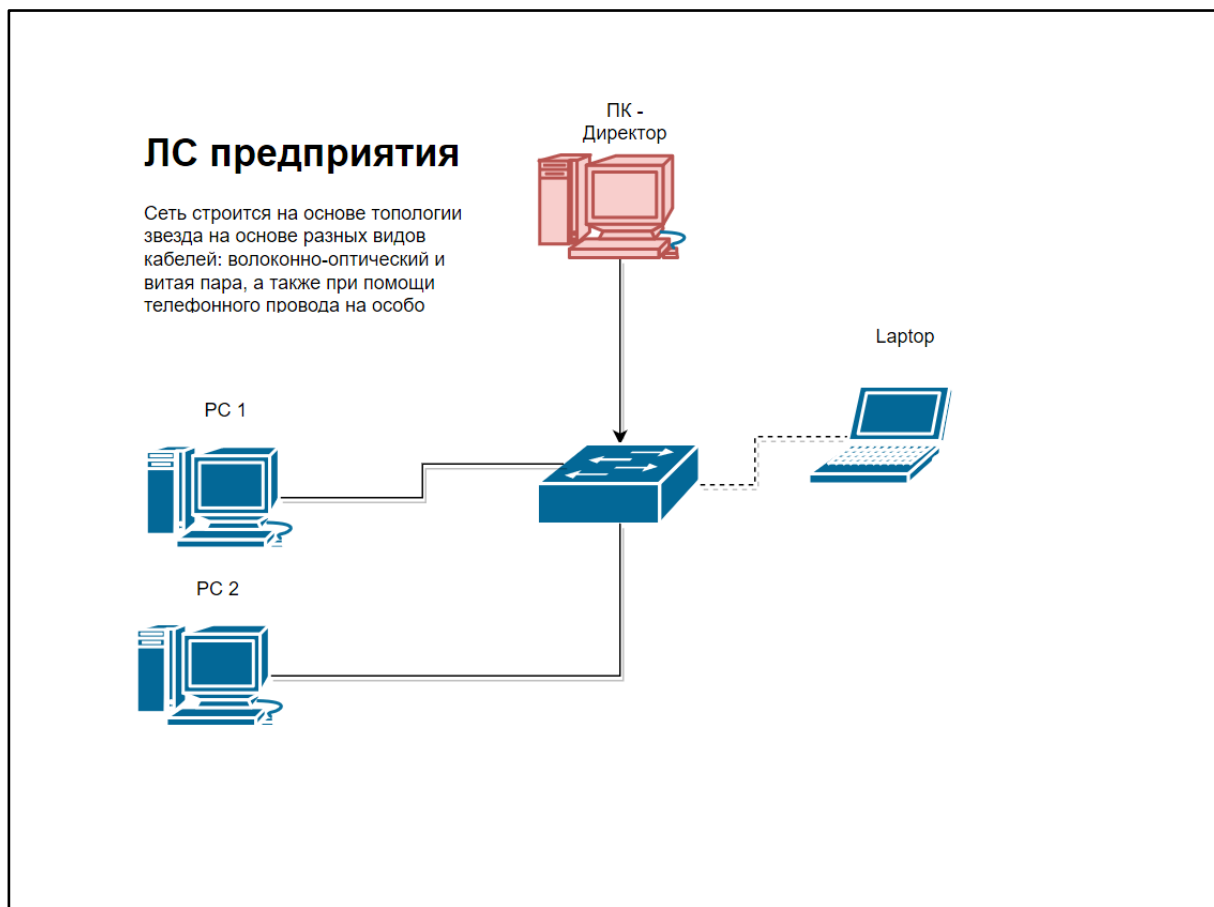 ПК -
Директор
ЛС предприятия
Сеть строится на основе топологии
звезда на основе разных видов
кабелей: волоконно-оптический и
витая пара, а также при помощи
телефонного провода на особо
Laptop
PC 1
PC 2